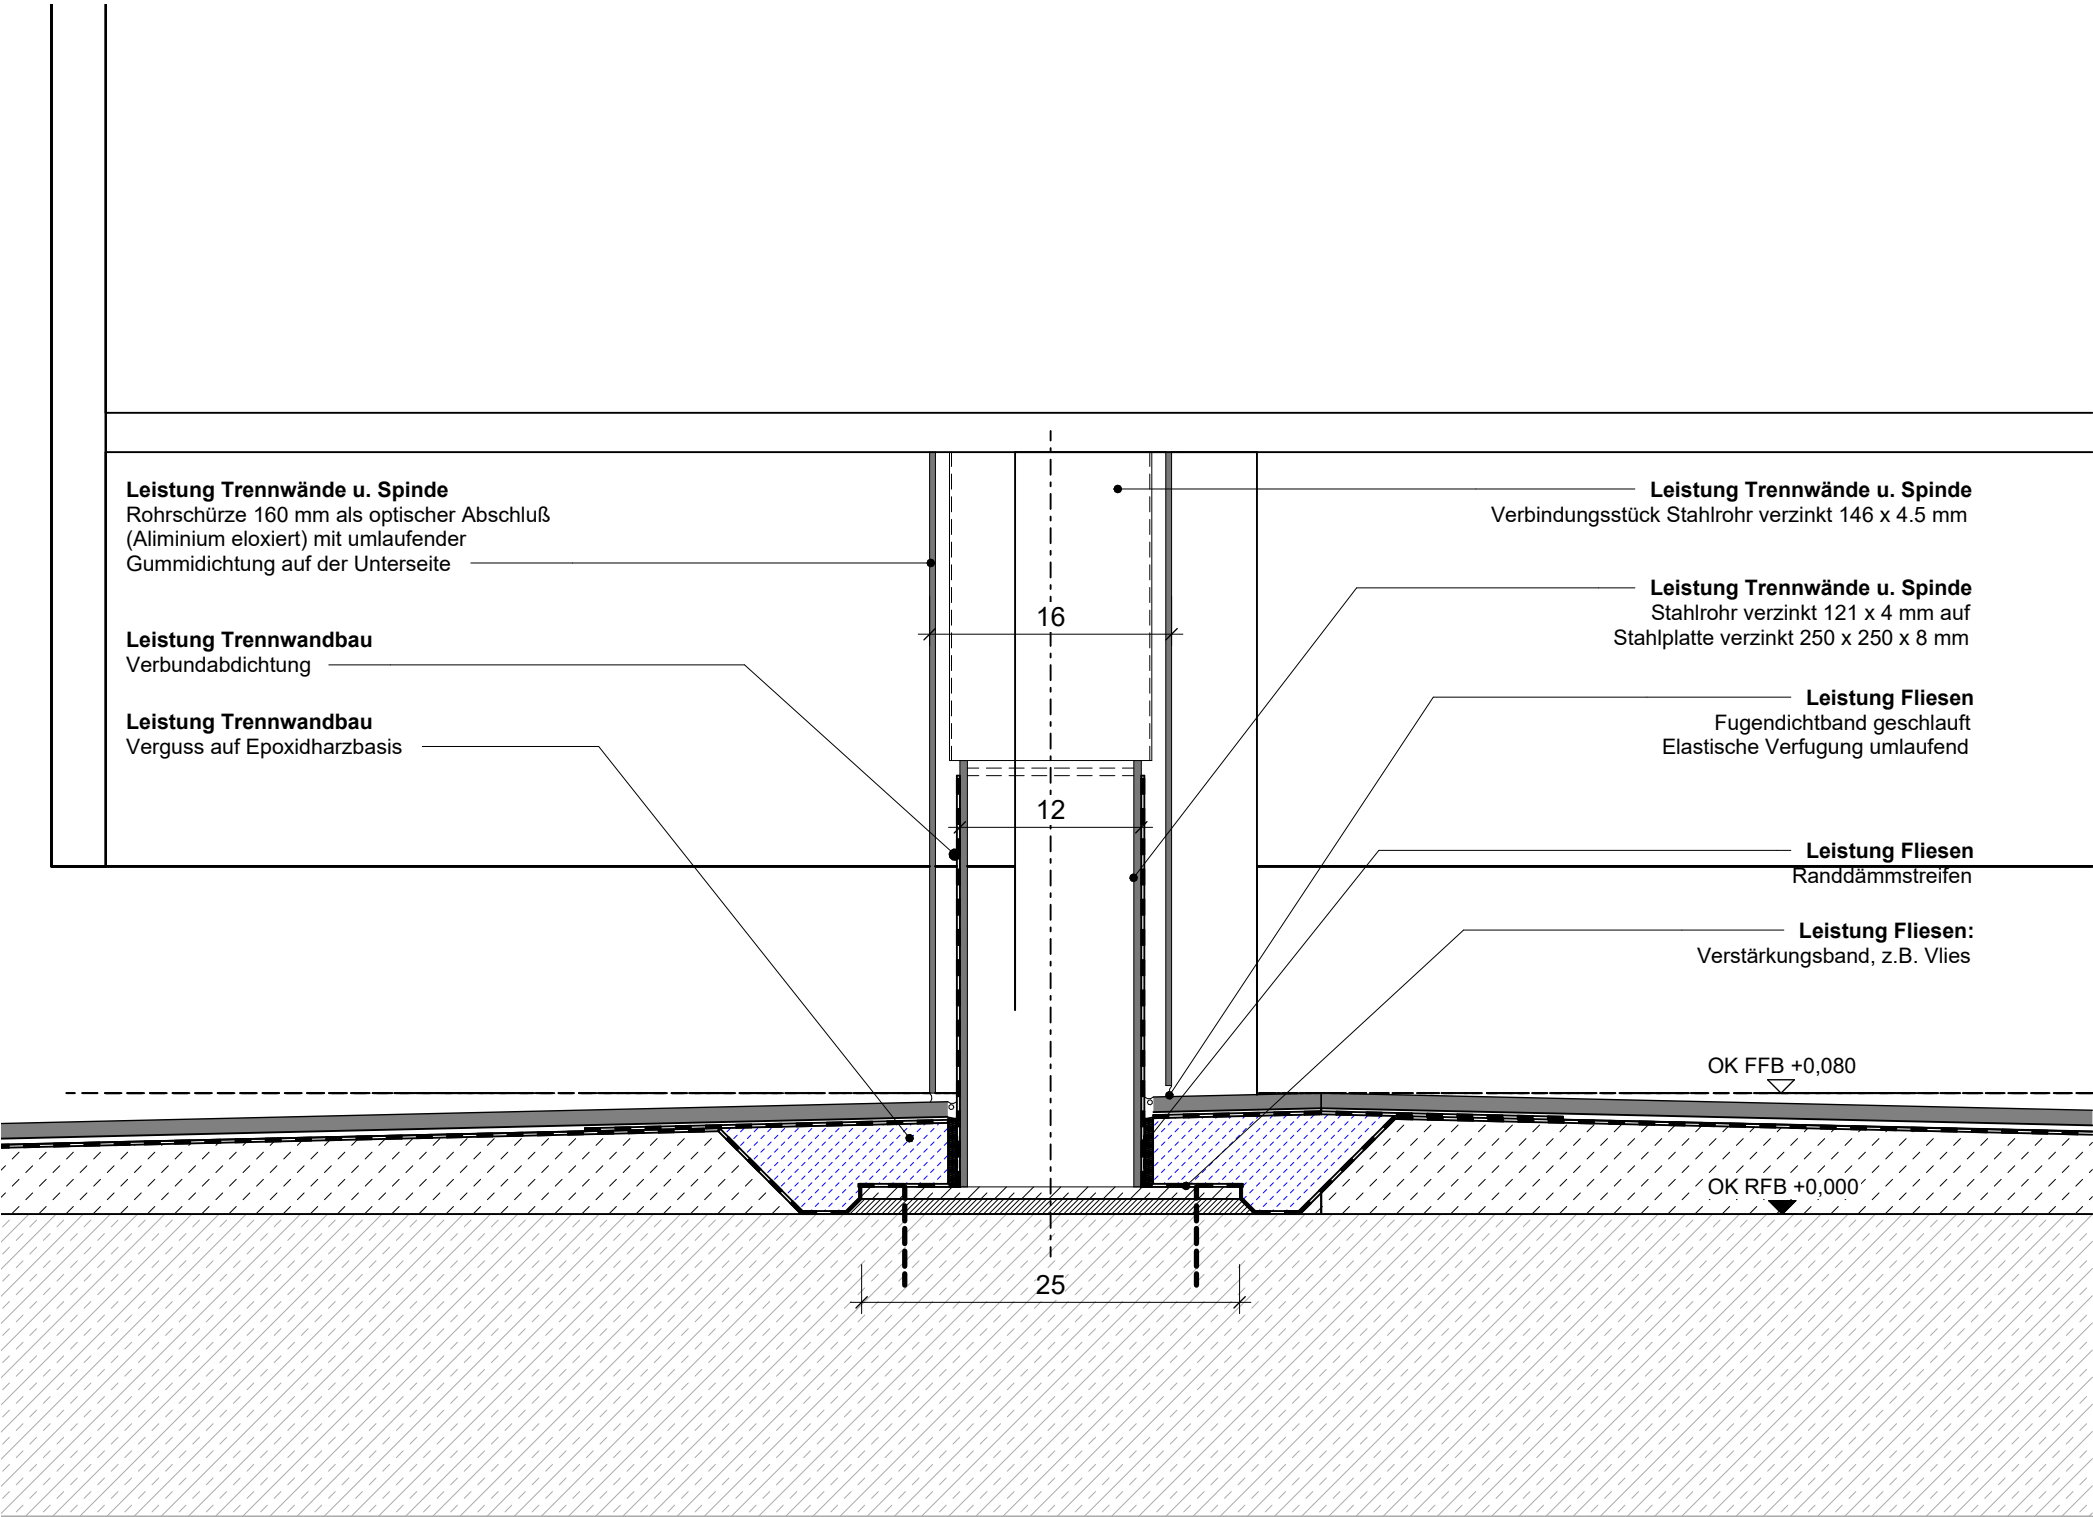 Leistung Trennwände u. Spinde
Rohrschürze 160 mm als optischer Abschluß
(Aliminium eloxiert) mit umlaufender
Gummidichtung auf der Unterseite
Leistung Trennwandbau
Verbundabdichtung
Leistung Trennwandbau
Verguss auf Epoxidharzbasis
16
12
25
Leistung Trennwände u. Spinde
Verbindungsstück Stahlrohr verzinkt 146 x 4.5 mm
Leistung Trennwände u. Spinde
Stahlrohr verzinkt 121 x 4 mm auf
Stahlplatte verzinkt 250 x 250 x 8 mm
Leistung Fliesen
Fugendichtband geschlauft
Elastische Verfugung umlaufend
Leistung Fliesen
Randdämmstreifen
Leistung Fliesen:
Verstärkungsband, z.B. Vlies
OK FFB +0,080
OK RFB +0,000